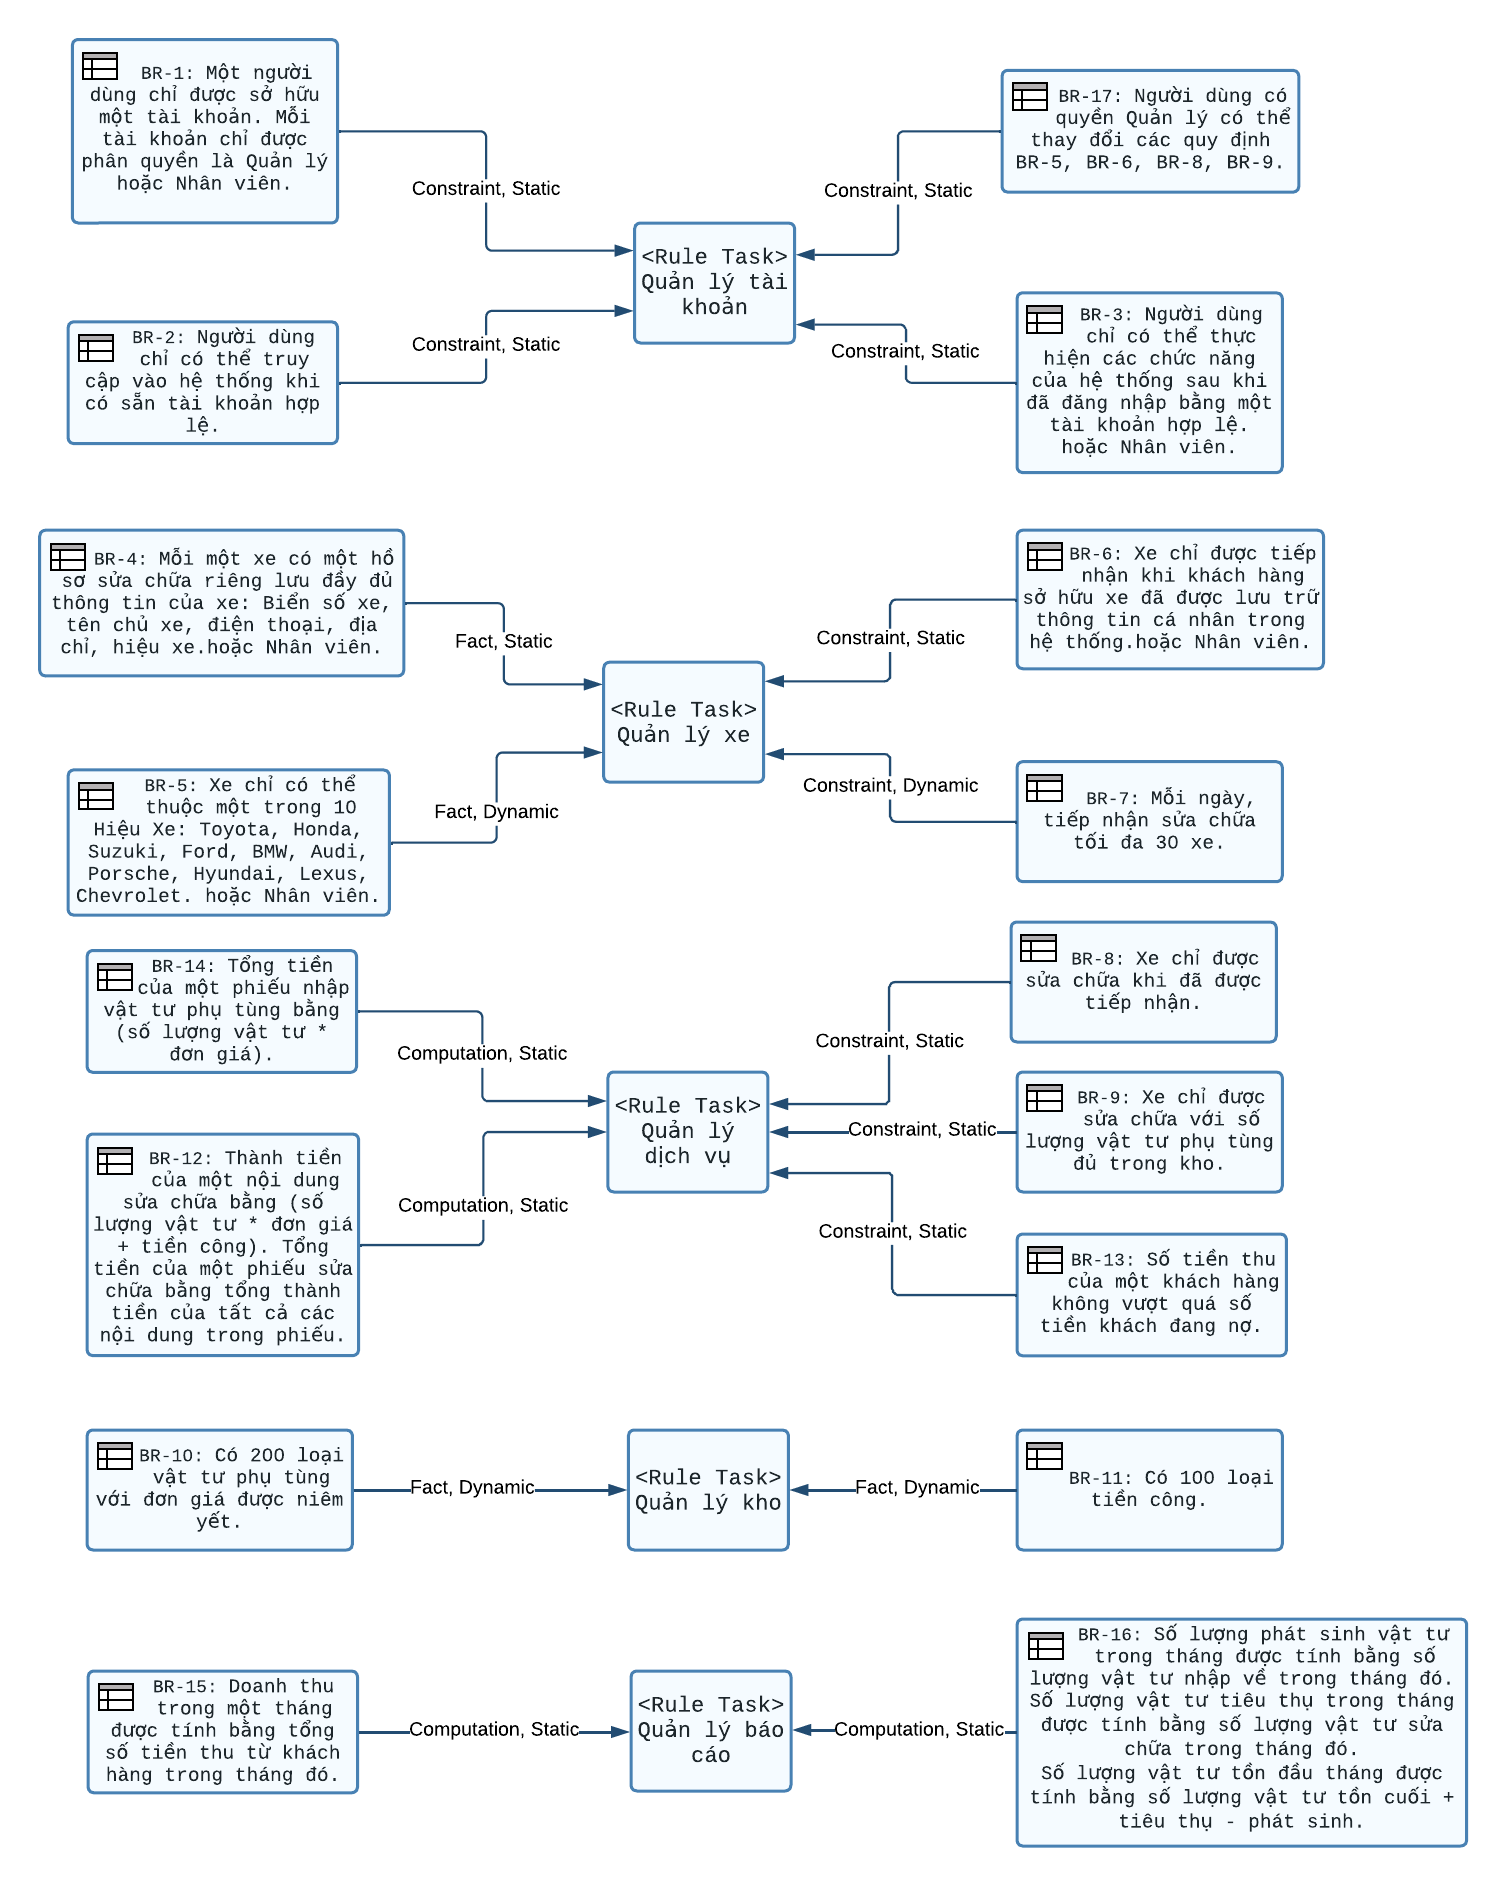 BR-1: Một người
dùng chỉ được sở hữu
một tài khoản. Mỗi
tài khoản chỉ được
phân quyền là Quản lý
hoặc Nhân viên.
Constraint, Static
BR-17: Người dùng có
quyền Quản lý có thể
thay đổi các quy định
BR-5, BR-6, BR-8, BR-9.
Constraint, Static
<Rule Task>
Quản lý tài
khoản
BR-2: Người dùng
chỉ có thể truy
cập vào hệ thống khi
có sẵn tài khoản hợp
lệ.
Constraint, Static
BR-3: Người dùng
chỉ có thể thực
hiện các chức năng
của hệ thống sau khi
đã đăng nhập bằng một
tài khoản hợp lệ.
hoặc Nhân viên.
Constraint, Static
BR-4: Mỗi một xe có một hồ
sơ sửa chữa riêng lưu đầy đủ
thông tin của xe: Biển số xe,
tên chủ xe, điện thoại, địa
chỉ, hiệu xe.hoặc Nhân viên.
Fact, Static
BR-6: Xe chỉ được tiếp
nhận khi khách hàng
sở hữu xe đã được lưu trữ
thông tin cá nhân trong
hệ thống.hoặc Nhân viên.
Constraint, Static
<Rule Task>
Quản lý xe
BR-5: Xe chỉ có thể
thuộc một trong 10
Hiệu Xe: Toyota, Honda,
Suzuki, Ford, BMW, Audi,
Porsche, Hyundai, Lexus,
Chevrolet. hoặc Nhân viên.
Fact, Dynamic
Constraint, Dynamic
BR-7: Mỗi ngày,
tiếp nhận sửa chữa
tối đa 30 xe.
BR-14: Tổng tiền
của một phiếu nhập
vật tư phụ tùng bằng
(số lượng vật tư *
đơn giá).
Computation, Static
BR-8: Xe chỉ được
sửa chữa khi đã được
tiếp nhận.
Constraint, Static
<Rule Task>
Quản lý
dịch vụ
Constraint, Static
BR-9: Xe chỉ được
sửa chữa với số
lượng vật tư phụ tùng
đủ trong kho.
BR-12: Thành tiền
của một nội dung
sửa chữa bằng (số
lượng vật tư * đơn giá
+ tiền công). Tổng
tiền của một phiếu sửa
chữa bằng tổng thành
tiền của tất cả các
nội dung trong phiếu.
Computation, Static
Constraint, Static
BR-13: Số tiền thu
của một khách hàng
không vượt quá số
tiền khách đang nợ.
BR-10: Có 200 loại
vật tư phụ tùng
với đơn giá được niêm
yết.
Fact, Dynamic
<Rule Task>
Quản lý kho
Fact, Dynamic
BR-11: Có 100 loại
tiền công.
BR-15: Doanh thu
trong một tháng
được tính bằng tổng
số tiền thu từ khách
hàng trong tháng đó.
Computation, Static
<Rule Task>
Quản lý báo
cáo
Computation, Static
BR-16: Số lượng phát sinh vật tư
trong tháng được tính bằng số
lượng vật tư nhập về trong tháng đó.
Số lượng vật tư tiêu thụ trong tháng
được tính bằng số lượng vật tư sửa
chữa trong tháng đó.
Số lượng vật tư tồn đầu tháng được
tính bằng số lượng vật tư tồn cuối +
tiêu thụ - phát sinh.